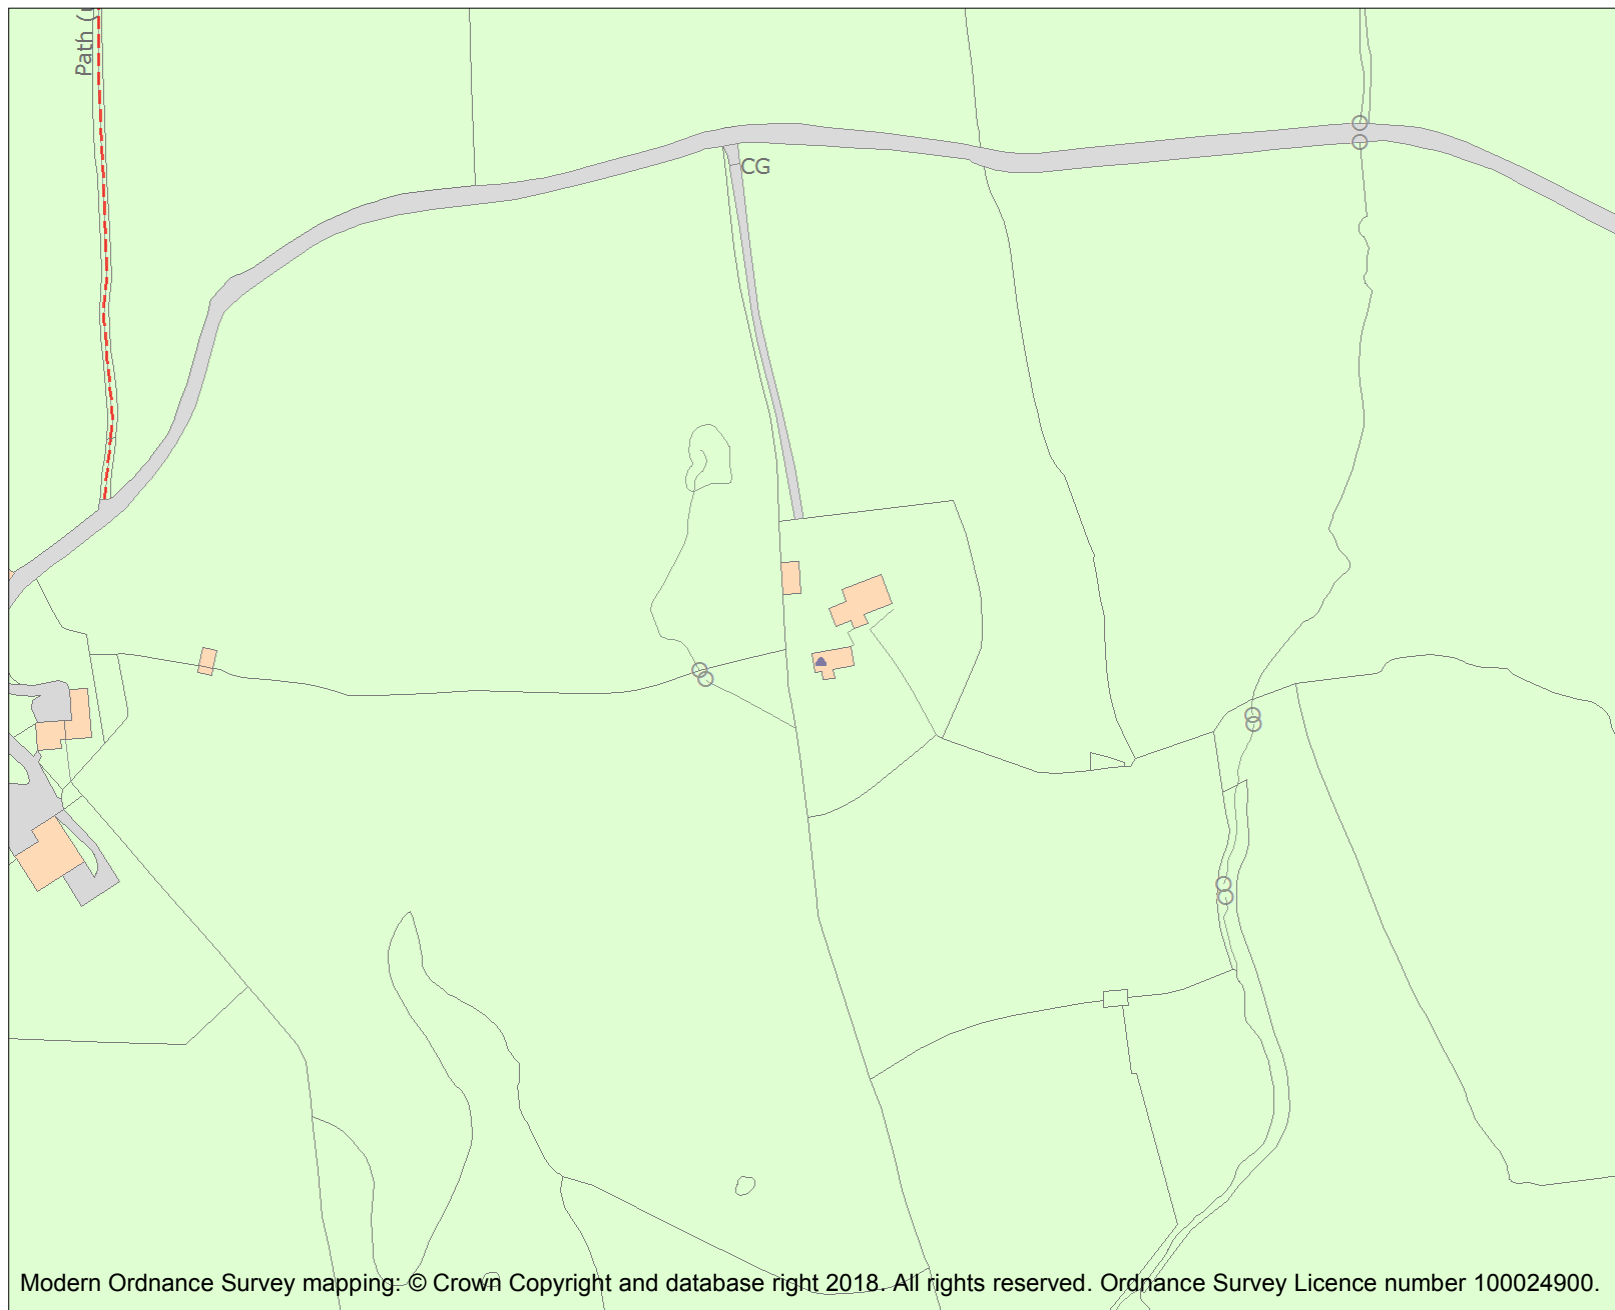 Path (
CG
Modern Ordnance Survey mapping: © Crown Copyright and database right 2018. All rights reserved. Ordnance Survey Licence number 100024900.